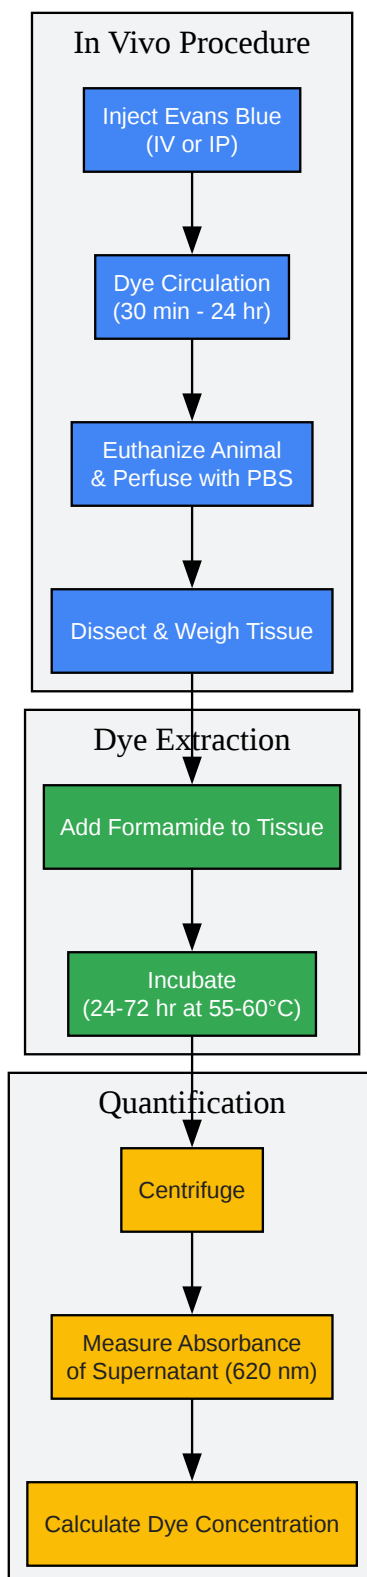 In Vivo Procedure
Inject Evans Blue
(IV or IP)
Dye Circulation
(30 min - 24 hr)
Euthanize Animal
& Perfuse with PBS
Dissect & Weigh Tissue
Dye Extraction
Add Formamide to Tissue
Incubate
(24-72 hr at 55-60°C)
Quantification
Centrifuge
Measure Absorbance
of Supernatant (620 nm)
Calculate Dye Concentration